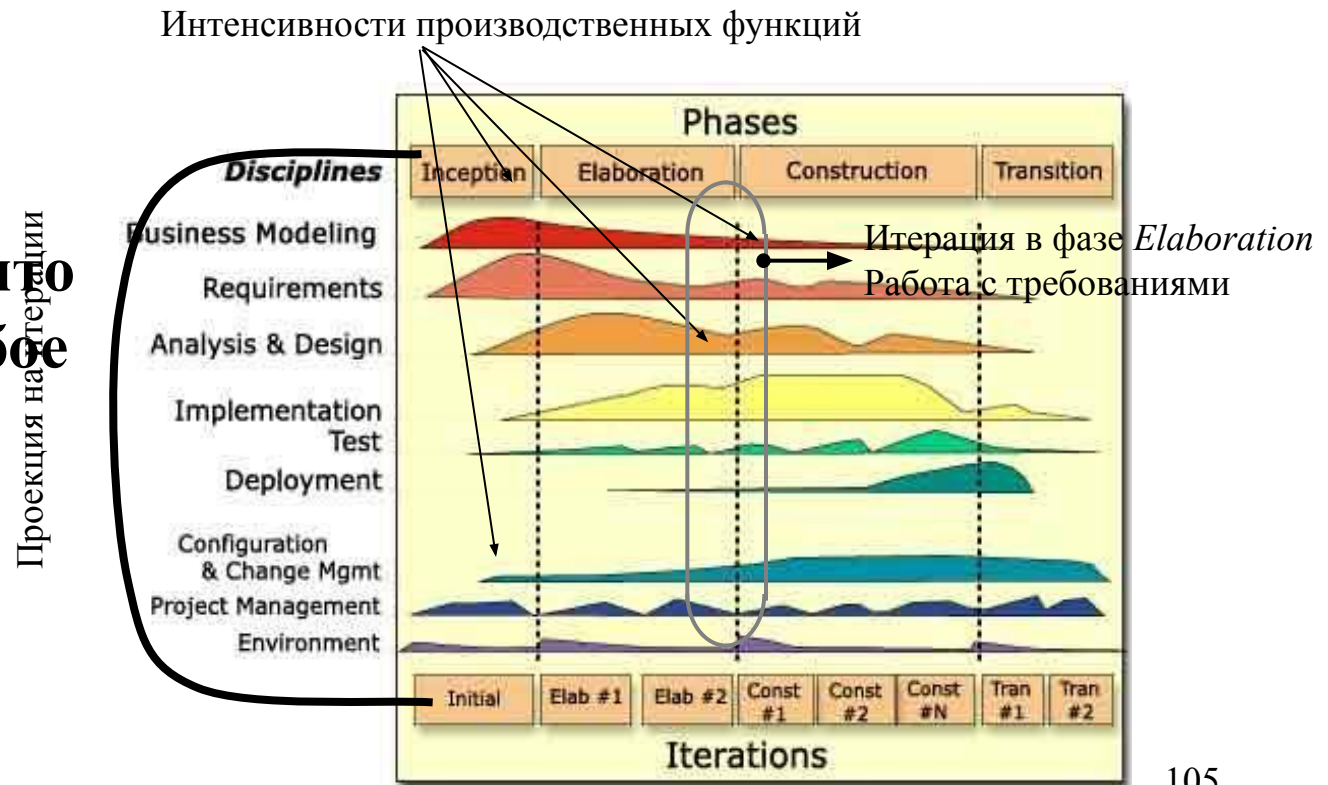 Интенсивности производственных функций
Phases
Disciplines
Inception
Elaboration
Construction
Transition
Business Modeling
Итерация в фазе Elaboration
Работа с требованиями
Requirements
Analysis & Design
Implementation
Test
Deployment
Configuration
& Change Mgmt
Project Management
Environment
Проекция на итерации
Initial
Elab #1
Elab #2
Const
#1
Const
#2
Const
#N
Tran
#1
Tran
#2
Iterations
105